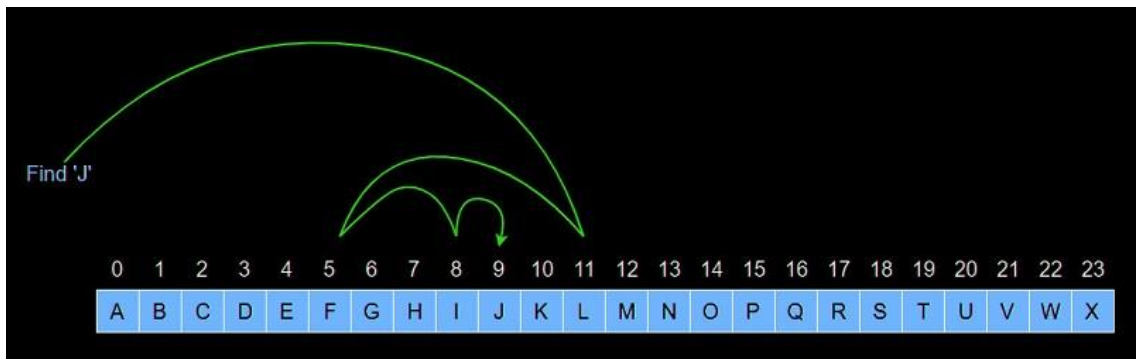 Find 'J'
0 1 2 3 4 5 6 7 8 9 10 11 12 13 14 15 16 17 18 19 20 21 22 23
A B C D E F G H I J K L M N O P Q R S T U V W X